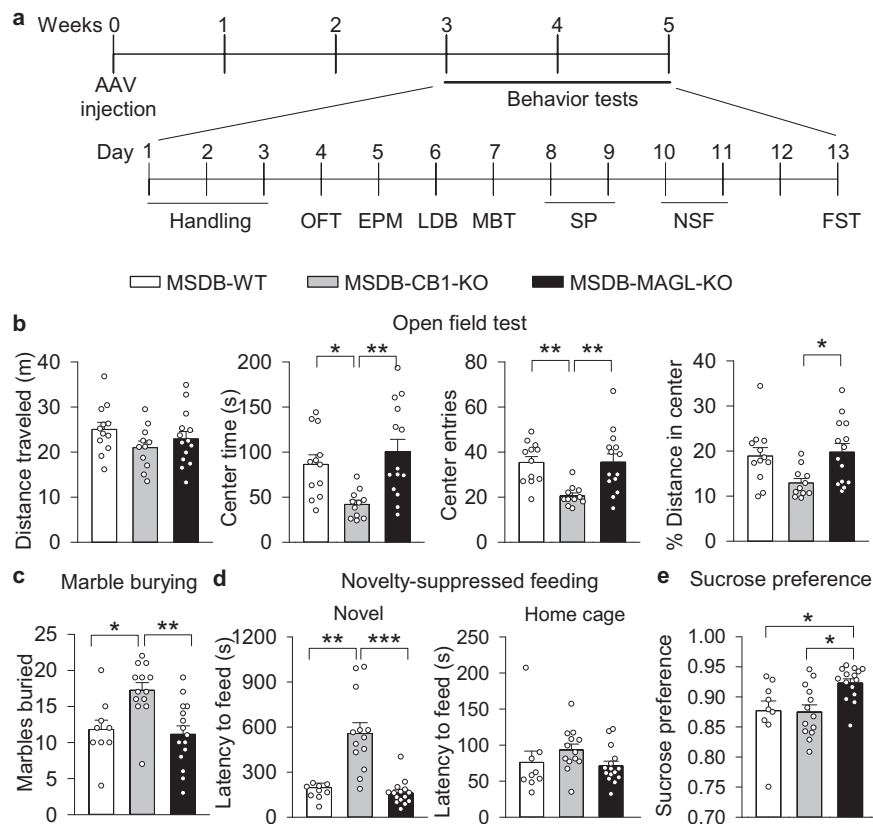 a
Weeks 0 1 2 3 4 5
AAV
injection
Behavior tests
Day 1 2 3 4 5 6 7 8 9 10 11 12 13
Handling OFT EPM LDB MBT SP NSF FST
MSDB-WT MSDB-CB1-KO MSDB-MAGL-KO
b Open field test
Distance traveled (m)
40
30
20
10
0
Center time (s)
200
150
100
50
0
* **
Center entries
80
60
40
20
0
** **
% Distance in center
40
30
20
10
0
*
c Marble burying
Marbles buried
25
20
15
10
5
0
* **
d Novelty-suppressed feeding
Novel
Latency to feed (s)
1200
900
600
300
0
** ***
Home cage
Latency to feed (s)
250
200
150
100
50
0
e Sucrose preference
Sucrose preference
1.00
0.95
0.90
0.85
0.80
0.70
*
*